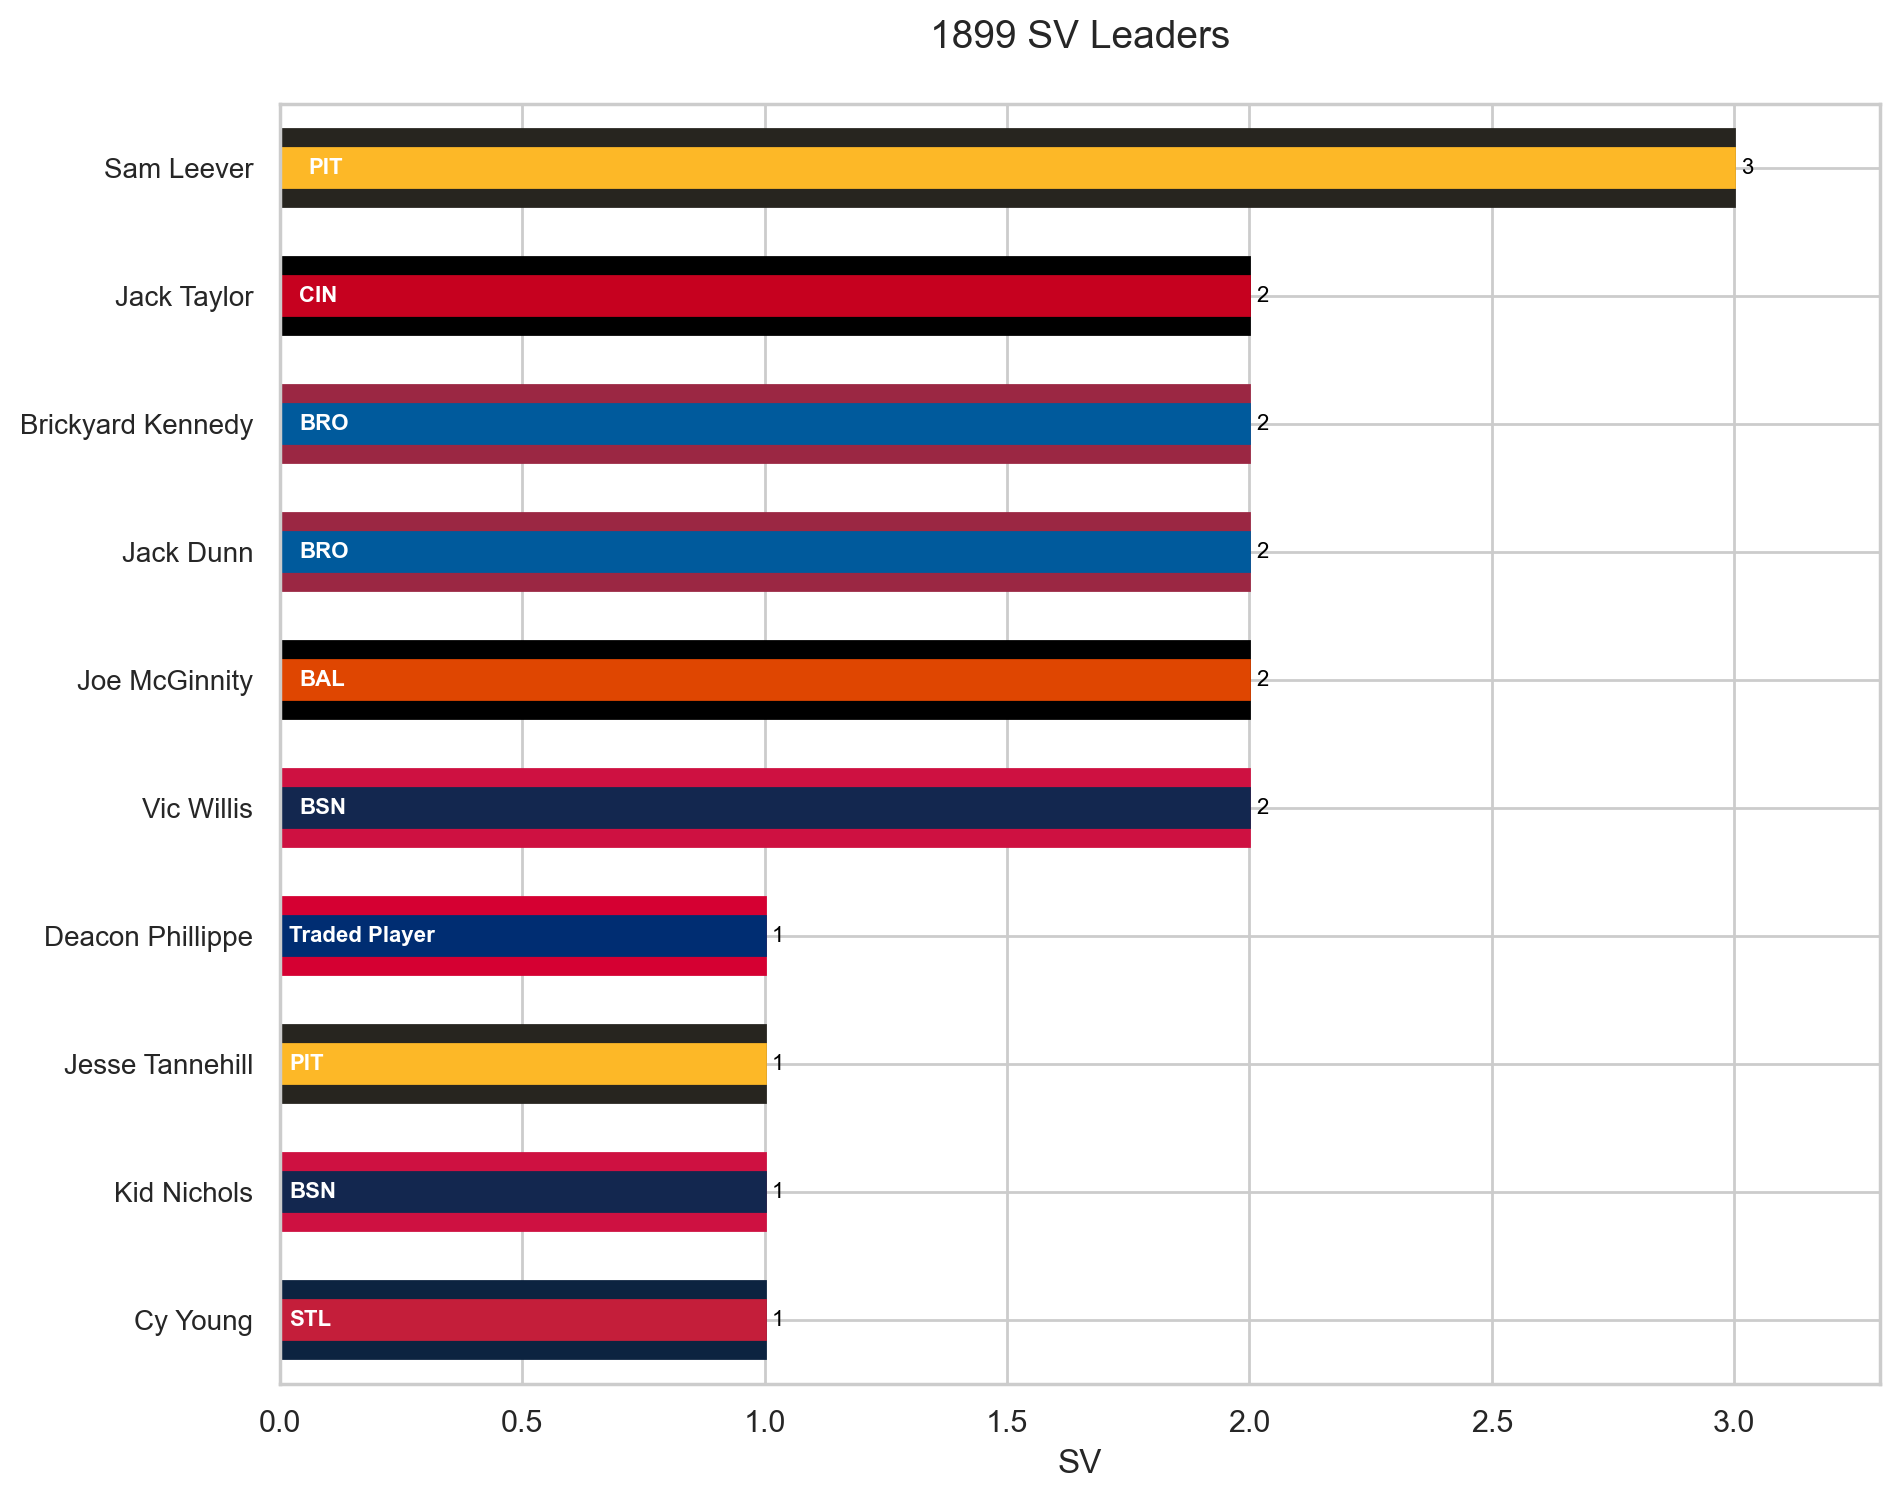 1899 SV Leaders
Sam Leever PIT 3
Jack Taylor CIN 2
Brickyard Kennedy BRO 2
Jack Dunn BRO 2
Joe McGinnity BAL 2
Vic Willis BSN 2
Deacon Phillippe Traded Player 1
Jesse Tannehill PIT 1
Kid Nichols BSN 1
Cy Young STL 1
0.0 0.5 1.0 1.5 2.0 2.5 3.0
SV